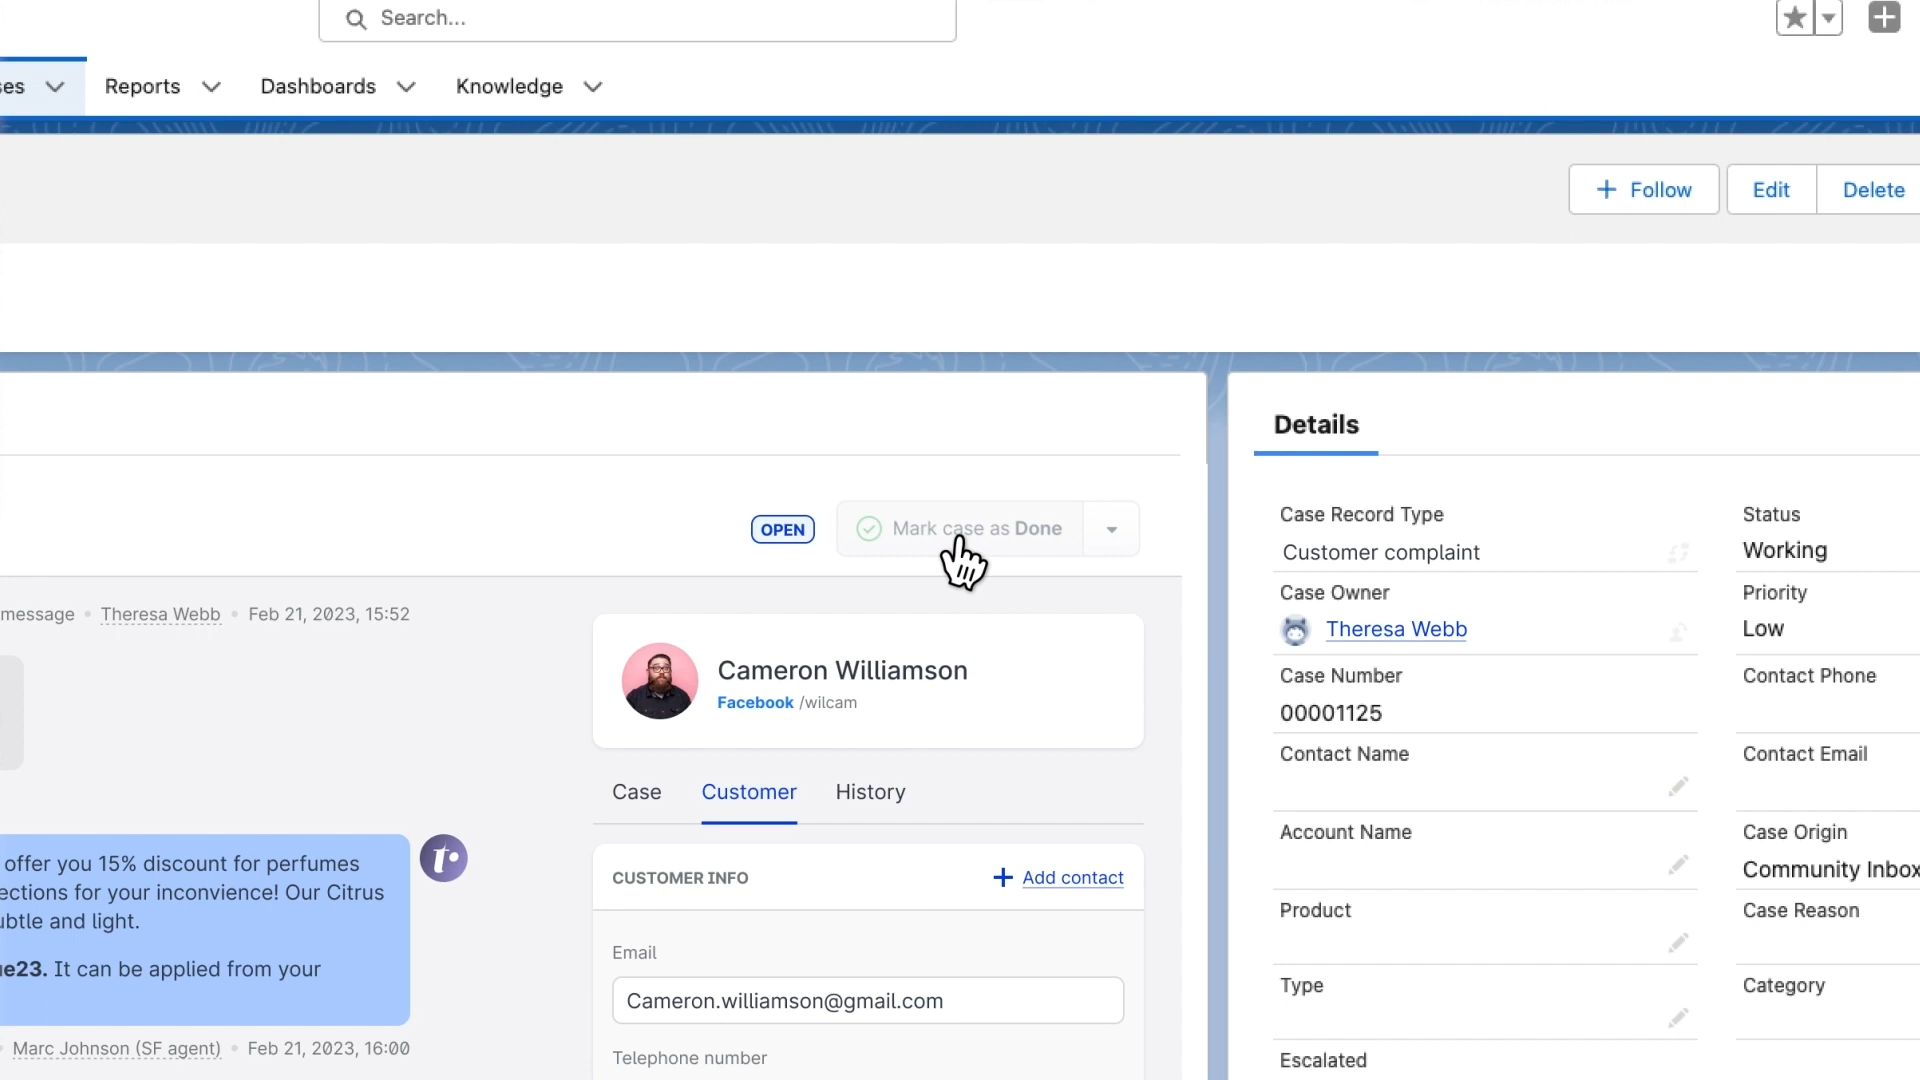 Search...
ses
Reports
Dashboards
Knowledge
Follow
Edit
Delete
OPEN
Mark case as Done
message • Theresa Webb • Feb 21, 2023, 15:52
offer you 15% discount for perfumes
ections for your inconvience! Our Citrus
ubtle and light.
ue23. It can be applied from your
Marc Johnson (SF agent) • Feb 21, 2023, 16:00
Cameron Williamson
Facebook /wilcam
Case
Customer
History
CUSTOMER INFO
Add contact
Email
Cameron.williamson@gmail.com
Telephone number
Details
Case Record Type
Customer complaint
Case Owner
Theresa Webb
Case Number
00001125
Contact Name
Account Name
Product
Type
Escalated
Status
Working
Priority
Low
Contact Phone
Contact Email
Case Origin
Community Inbox
Case Reason
Category